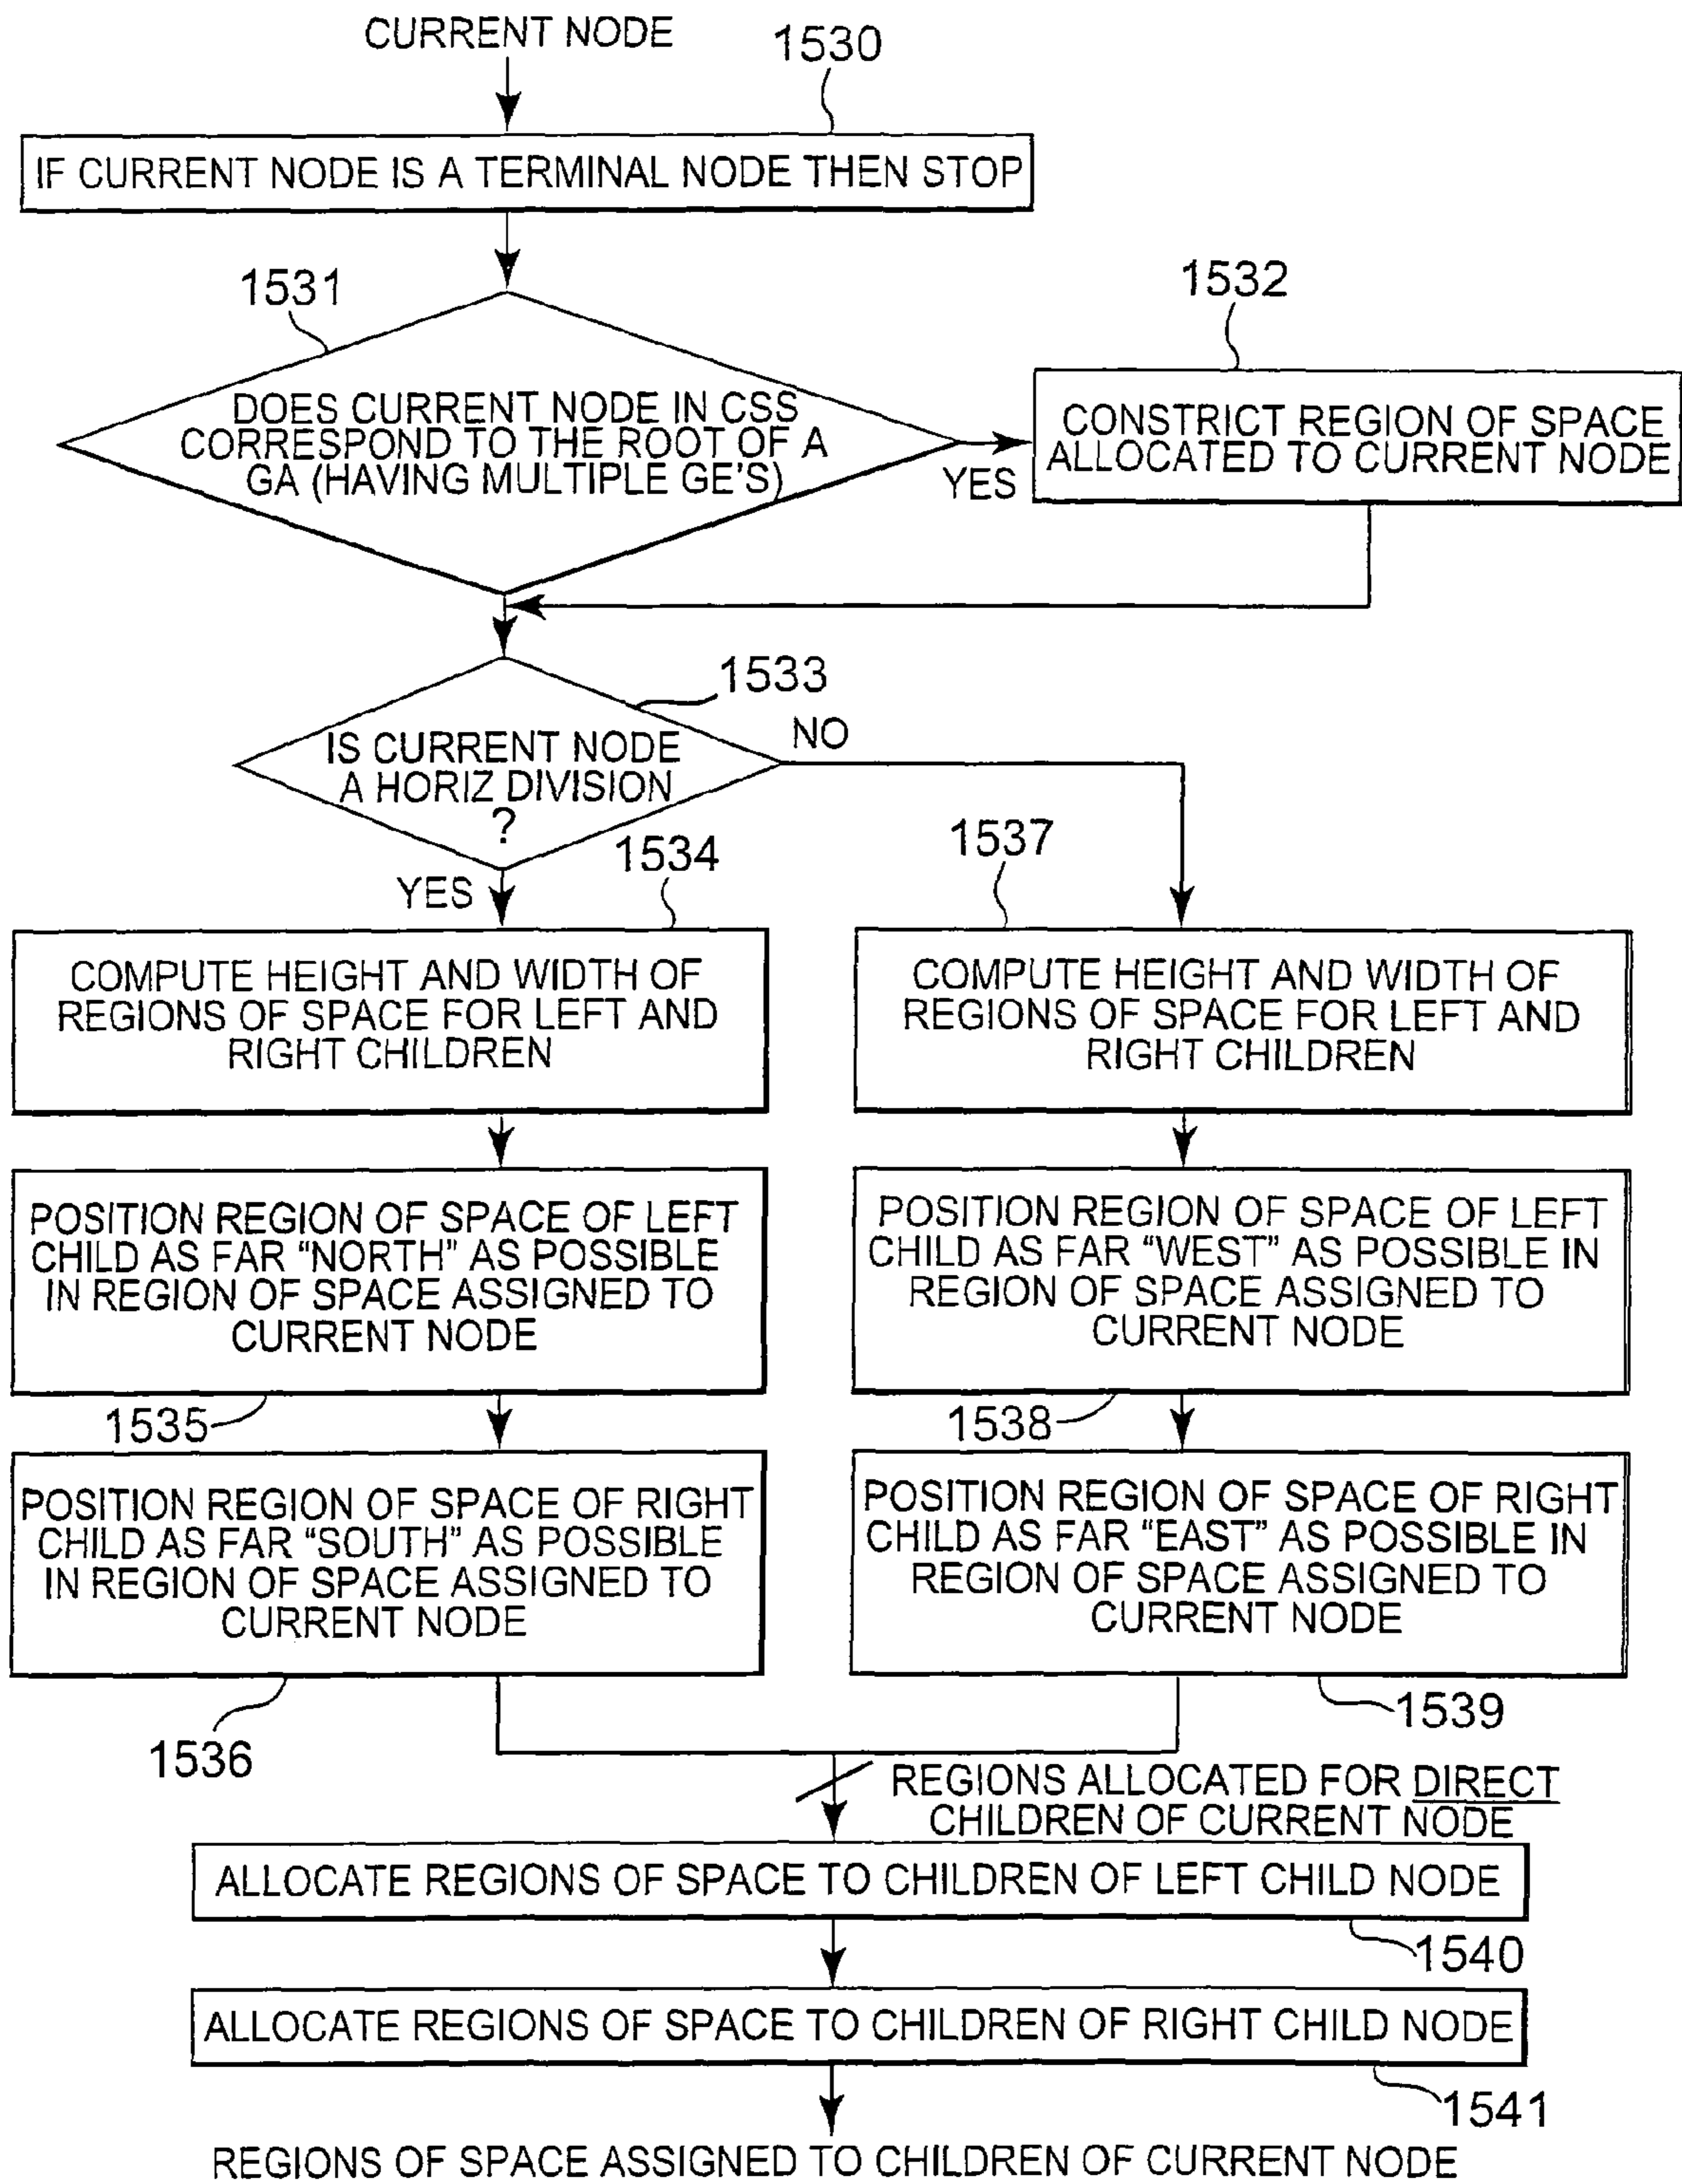 CURRENT NODE
1530
IF CURRENT NODE IS A TERMINAL NODE THEN STOP
1531
1532
DOES CURRENT NODE IN CSS
CORRESPOND TO THE ROOT OF A
GA (HAVING MULTIPLE GE'S)
YES
CONSTRICT REGION OF SPACE
ALLOCATED TO CURRENT NODE
1533
IS CURRENT NODE
A HORIZ DIVISION
?
NO
YES
1534
1537
COMPUTE HEIGHT AND WIDTH OF
REGIONS OF SPACE FOR LEFT AND
RIGHT CHILDREN
COMPUTE HEIGHT AND WIDTH OF
REGIONS OF SPACE FOR LEFT AND
RIGHT CHILDREN
POSITION REGION OF SPACE OF LEFT
CHILD AS FAR "NORTH" AS POSSIBLE
IN REGION OF SPACE ASSIGNED TO
CURRENT NODE
1535
POSITION REGION OF SPACE OF LEFT
CHILD AS FAR "WEST" AS POSSIBLE IN
REGION OF SPACE ASSIGNED TO
CURRENT NODE
1538
POSITION REGION OF SPACE OF RIGHT
CHILD AS FAR "SOUTH" AS POSSIBLE
IN REGION OF SPACE ASSIGNED TO
CURRENT NODE
1536
POSITION REGION OF SPACE OF RIGHT
CHILD AS FAR "EAST" AS POSSIBLE IN
REGION OF SPACE ASSIGNED TO
CURRENT NODE
1539
REGIONS ALLOCATED FOR DIRECT
CHILDREN OF CURRENT NODE
ALLOCATE REGIONS OF SPACE TO CHILDREN OF LEFT CHILD NODE
1540
ALLOCATE REGIONS OF SPACE TO CHILDREN OF RIGHT CHILD NODE
1541
REGIONS OF SPACE ASSIGNED TO CHILDREN OF CURRENT NODE